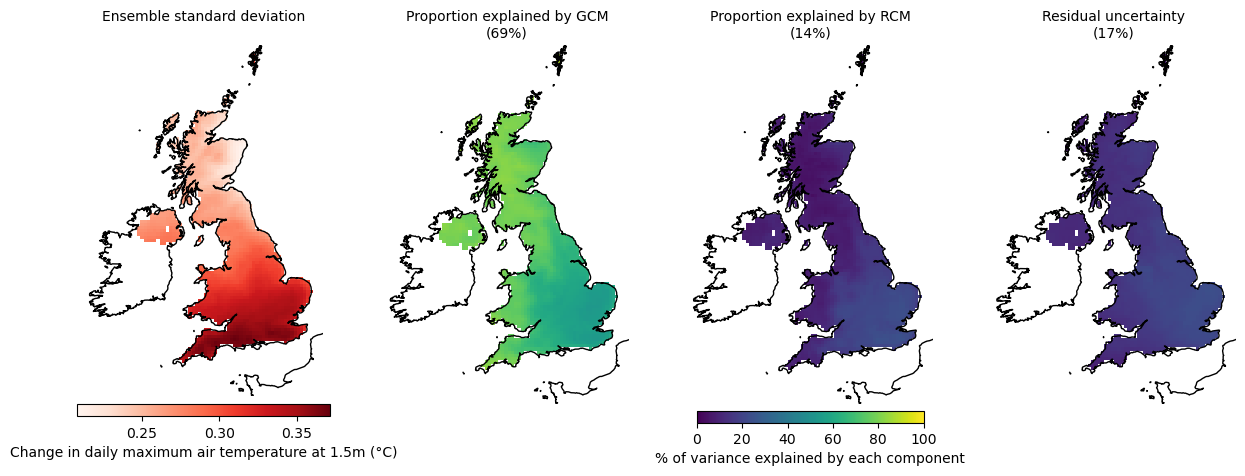 Ensemble standard deviation
Proportion explained by GCM
(69%)
Proportion explained by RCM
(14%)
Residual uncertainty
(17%)
0.25 0.30 0.35
Change in daily maximum air temperature at 1.5m (°C)
0 20 40 60 80 100
% of variance explained by each component